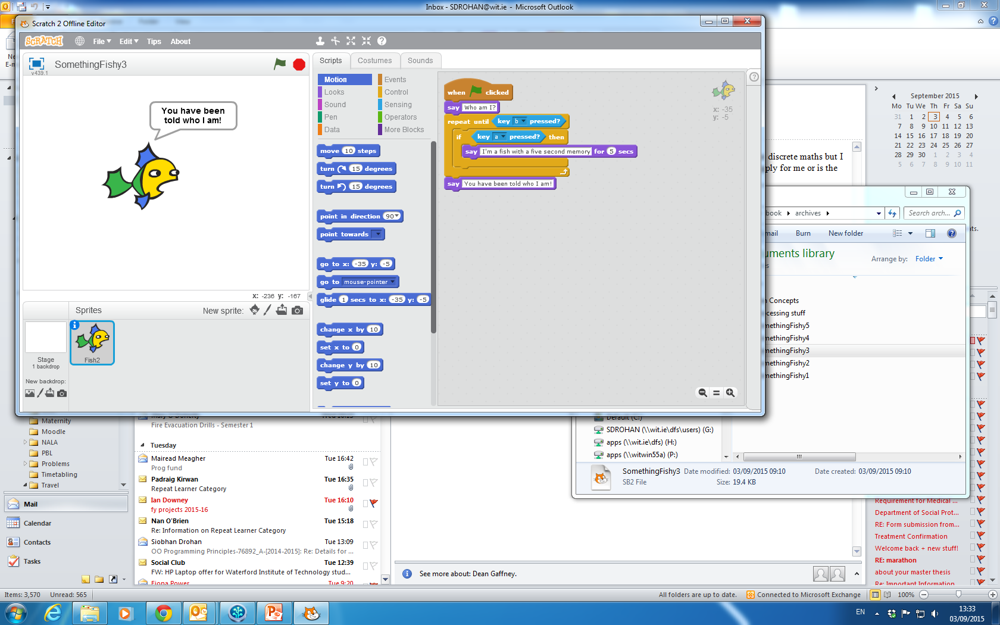 Inbox - SDROHAN@wit.ie - Microsoft Outlook
Scratch 2 Offline Editor
SCRATCH File Edit Tips About
SomethingFishy3
v439.1
You have been
told who I am!
x: -236 y: -167
Sprites New sprite:
Stage
1 backdrop
New backdrop:
Fish2
Scripts Costumes Sounds
Motion Events
Looks Control
Sound Sensing
Pen Operators
Data More Blocks
move 10 steps
turn 15 degrees
turn 15 degrees
point in direction 90
point towards
go to x: -35 y: -5
go to mouse-pointer
glide 1 secs to x: -35 y: -5
change x by 10
set x to 0
change y by 10
set y to 0
when clicked
say Who am I?
repeat until key b pressed?
if key a pressed? then
say I'm a fish with a five second memory for 5 secs
say You have been told who I am!
x: -35
y: -5
September 2015
Mo Tu We Th Fr Sa Su
31 1 2 3 4 5 6
7 8 9 10 11 12 13
14 15 16 17 18 19 20
21 22 23 24 25 26 27
28 29 30 1 2 3 4
5 6 7 8 9 10 11
discrete maths but I
ply for me or is the
book archives Search arch...
mail Burn New folder
uments library
Arrange by: Folder
n Concepts
cessing stuff
methingFishy5
methingFishy4
methingFishy3
methingFishy2
methingFishy1
Default (C:)
SDROHAN (\\wit.ie\dfs\users) (G:)
apps (\\wit.ie\dfs) (H:)
apps (\\witwin55a) (P:)
SomethingFishy3 Date modified: 03/09/2015 09:10 Date created: 03/09/2015 09:10
SB2 File Size: 19.4 KB
Maternity
Moodle
NALA
PBL
Problems
Timetabling
Travel
Mail
Calendar
Contacts
Tasks
Mary O'Doherty Wed 10:15
Fire Evacuation Drills - Semester 1
Tuesday
Mairead Meagher Tue 16:42
Prog fund
Padraig Kirwan Tue 16:35
Repeat Learner Category
Ian Downey Tue 16:10
fy projects 2015-16
Nan O'Brien Tue 15:18
Re: Information on Repeat Learner Category
Siobhan Drohan Tue 13:09
OO Programming Principles-76892_A-[2014-2015]: Re: Details for ...
Social Club Tue 12:39
FW: HP Laptop offer for Waterford Institute of Technology stud...
Fiona Power Tue 9:20
See more about: Dean Gaffney.
Requirement for Medical ...
Department of Social Prot...
RE: Form submission from...
Treatment Confirmation
Welcome back + new stuff!
RE: marathon
about your master thesis
Re: Important Information
Items: 3,570 Unread: 565
All folders are up to date. Connected to Microsoft Exchange 100%
EN
13:33
03/09/2015